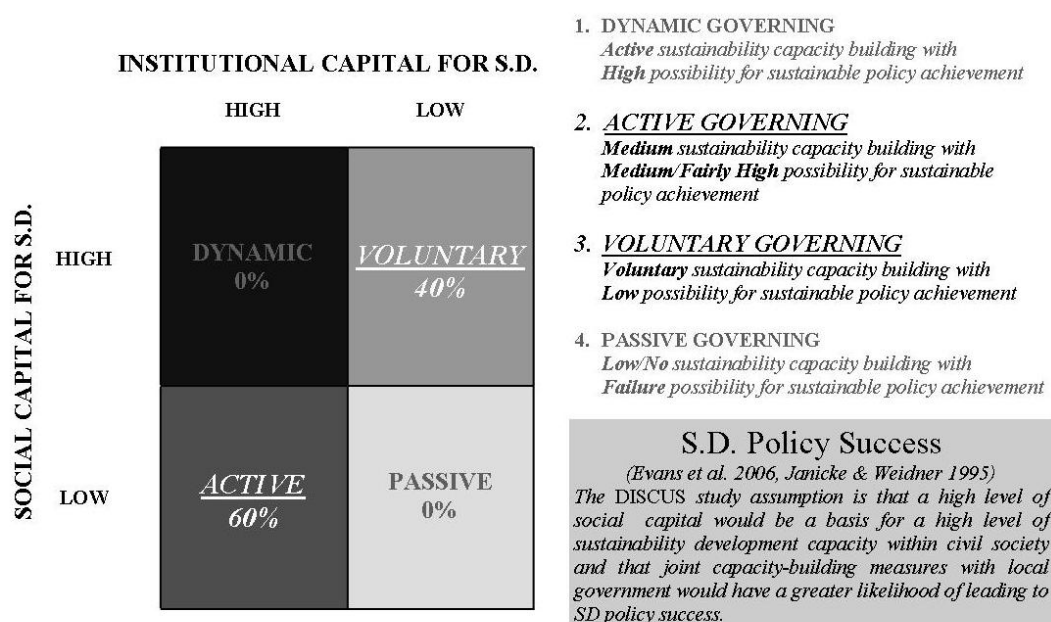 INSTITUTIONAL CAPITAL FOR S.D.
HIGH
LOW
SOCIAL CAPITAL FOR S.D.
HIGH
LOW
DYNAMIC
0%
VOLUNTARY
40%
ACTIVE
60%
PASSIVE
0%
1. DYNAMIC GOVERNING
Active sustainability capacity building with
High possibility for sustainable policy achievement
2. ACTIVE GOVERNING
Medium sustainability capacity building with
Medium/Fairly High possibility for sustainable
policy achievement
3. VOLUNTARY GOVERNING
Voluntary sustainability capacity building with
Low possibility for sustainable policy achievement
4. PASSIVE GOVERNING
Low/No sustainability capacity building with
Failure possibility for sustainable policy achievement
S.D. Policy Success
(Evans et al. 2006, Janicke & Weidner 1995)
The DISCUS study assumption is that a high level of
social capital would be a basis for a high level of
sustainability development capacity within civil society
and that joint capacity-building measures with local
government would have a greater likelihood of leading to
SD policy success.